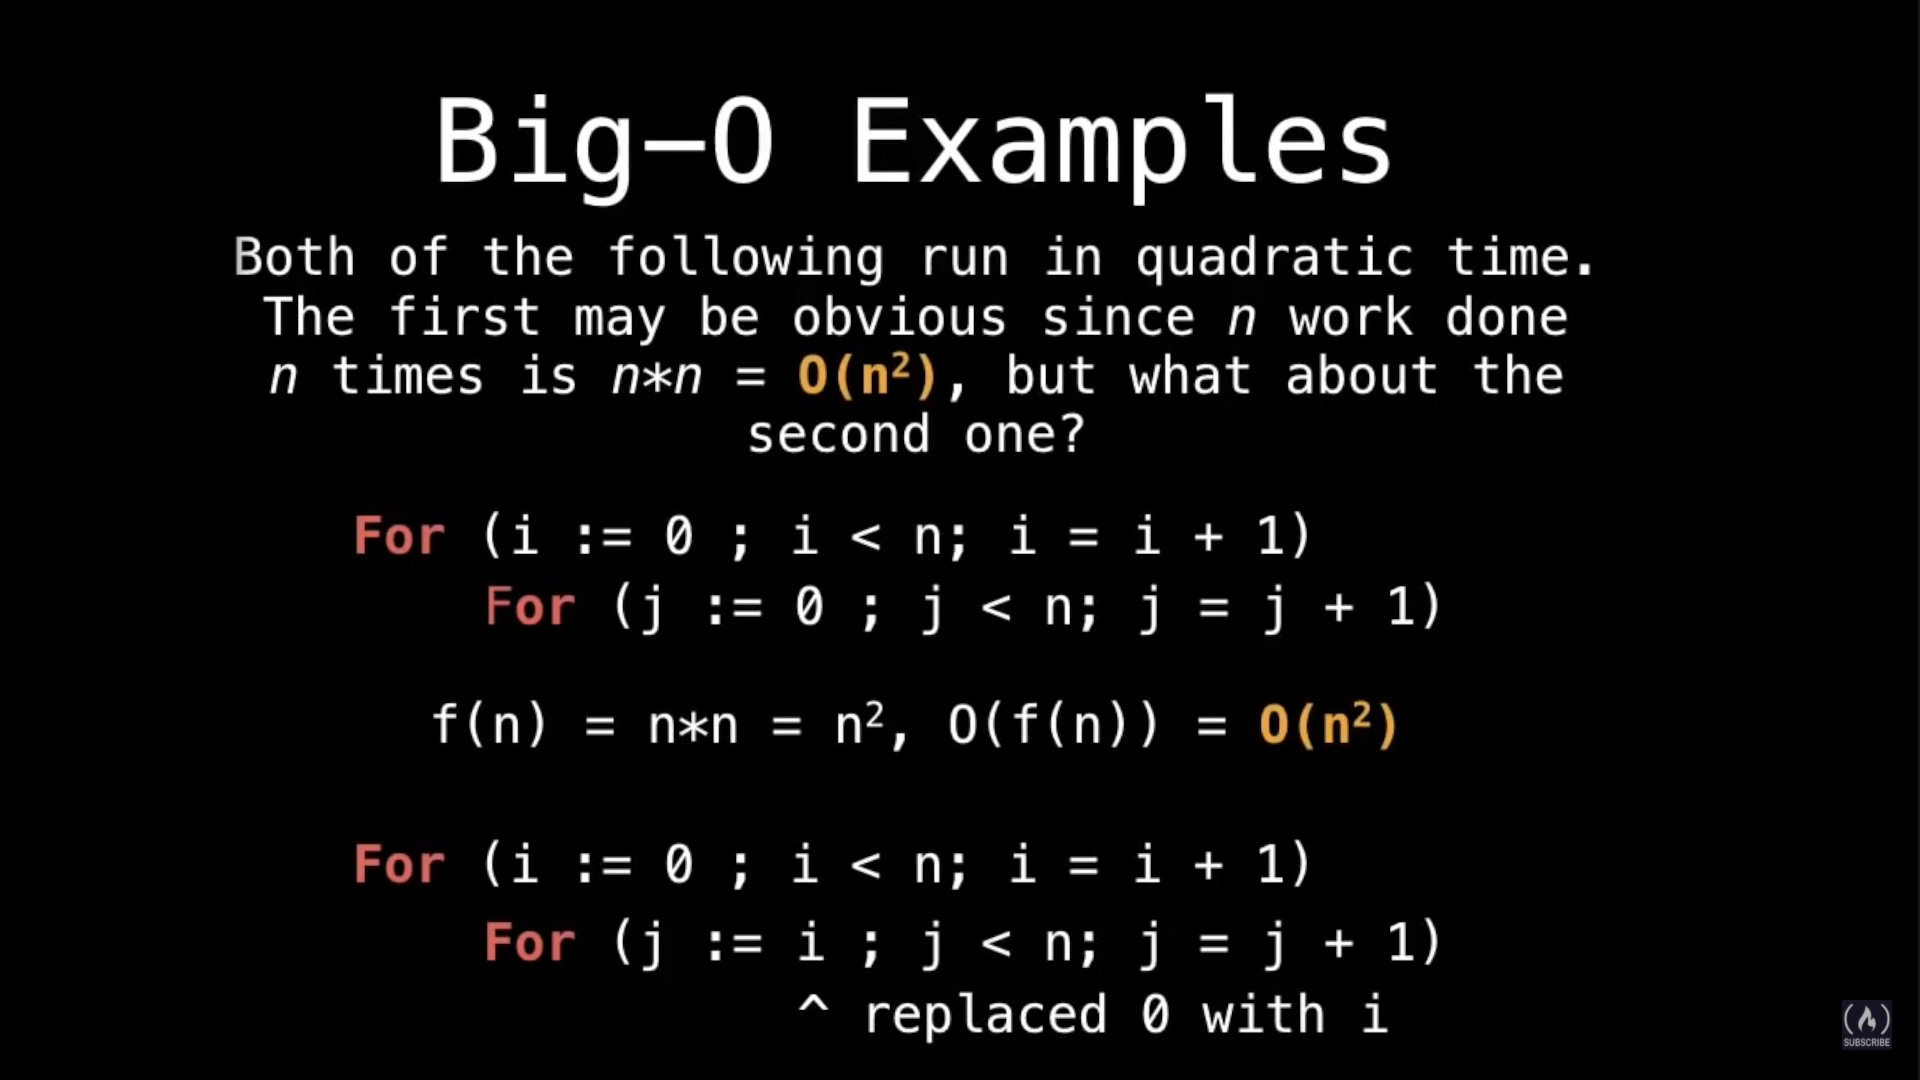 Big-O Examples
Both of the following run in quadratic time.
The first may be obvious since n work done
n times is n*n = O(n²), but what about the
second one?
For (i := 0 ; i < n; i = i + 1)
For (j := 0 ; j < n; j = j + 1)
f(n) = n*n = n², O(f(n)) = O(n²)
For (i := 0 ; i < n; i = i + 1)
For (j := i ; j < n; j = j + 1)
^ replaced 0 with i
SUBSCRIBE